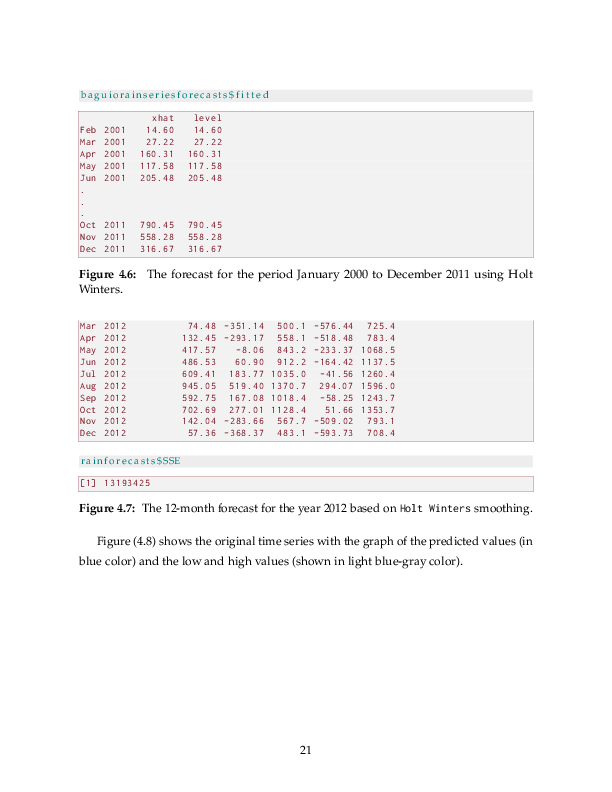 baguiorainseriesforecasts$fitted
xhat level
Feb 2001 14.60 14.60
Mar 2001 27.22 27.22
Apr 2001 160.31 160.31
May 2001 117.58 117.58
Jun 2001 205.48 205.48
.
.
.
Oct 2011 790.45 790.45
Nov 2011 558.28 558.28
Dec 2011 316.67 316.67
Figure 4.6: The forecast for the period January 2000 to December 2011 using Holt
Winters.
Mar 2012 74.48 -351.14 500.1 -576.44 725.4
Apr 2012 132.45 -293.17 558.1 -518.48 783.4
May 2012 417.57 -8.06 843.2 -233.37 1068.5
Jun 2012 486.53 60.90 912.2 -164.42 1137.5
Jul 2012 609.41 183.77 1035.0 -41.56 1260.4
Aug 2012 945.05 519.40 1370.7 294.07 1596.0
Sep 2012 592.75 167.08 1018.4 -58.25 1243.7
Oct 2012 702.69 277.01 1128.4 51.66 1353.7
Nov 2012 142.04 -283.66 567.7 -509.02 793.1
Dec 2012 57.36 -368.37 483.1 -593.73 708.4
rainforecasts$SSE
[1] 13193425
Figure 4.7: The 12-month forecast for the year 2012 based on Holt Winters smoothing.
Figure (4.8) shows the original time series with the graph of the predicted values (in
blue color) and the low and high values (shown in light blue-gray color).
21